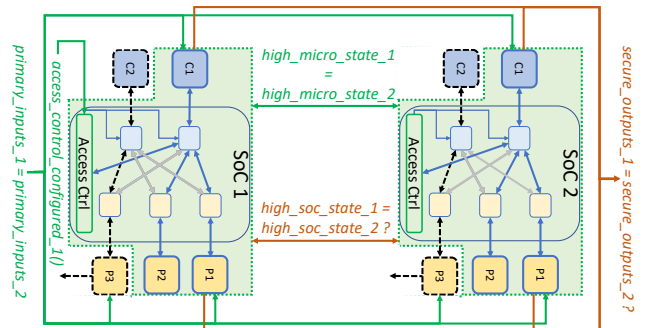 primary_inputs_1 = primary_inputs_2
access_control_configured_1()
C2
C1
Access Ctrl
SoC 1
P3
P2
P1
high_micro_state_1
=
high_micro_state_2
high_soc_state_1 =
high_soc_state_2 ?
C2
C1
Access Ctrl
SoC 2
P3
P2
P1
secure_outputs_1 = secure_outputs_2 ?